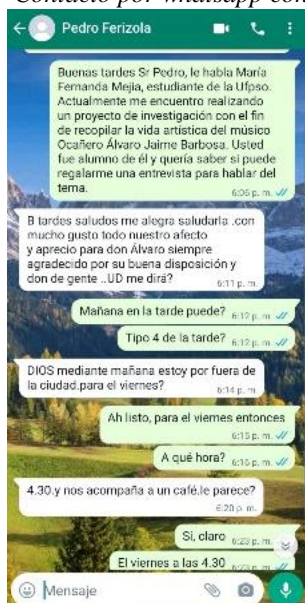 Contacto por whatsapp con
Pedro Ferizola
Buenas tardes Sr Pedro, le habla María
Fernanda Mejia, estudiante de la Ufpso.
Actualmente me encuentro realizando
un proyecto de investigación con el fin
de recopilar la vida artística del músico
Ocañero Álvaro Jaime Barbosa. Usted
fue alumno de él y quería saber si puede
regalarme una entrevista para hablar del
tema.
6:05 p. m.
B tardes saludos me alegra saludarla .con
mucho gusto todo nuestro afecto
y aprecio para don Álvaro siempre
agradecido por su buena disposición y
don de gente ..UD me dirá?
6:11 p. m.
Mañana en la tarde puede?
6:12 p. m.
Tipo 4 de la tarde?
6:12 p. m.
DIOS mediante mañana estoy por fuera de
la ciudad.para el viernes?
6:14 p. m.
Ah listo, para el viernes entonces
6:15 p. m.
A qué hora?
6:16 p. m.
4.30.y nos acompaña a un café.le parece?
6:20 p. m.
Si, claro
6:23 p. m.
El viernes a las 4.30
6:23 p. m.
Mensaje